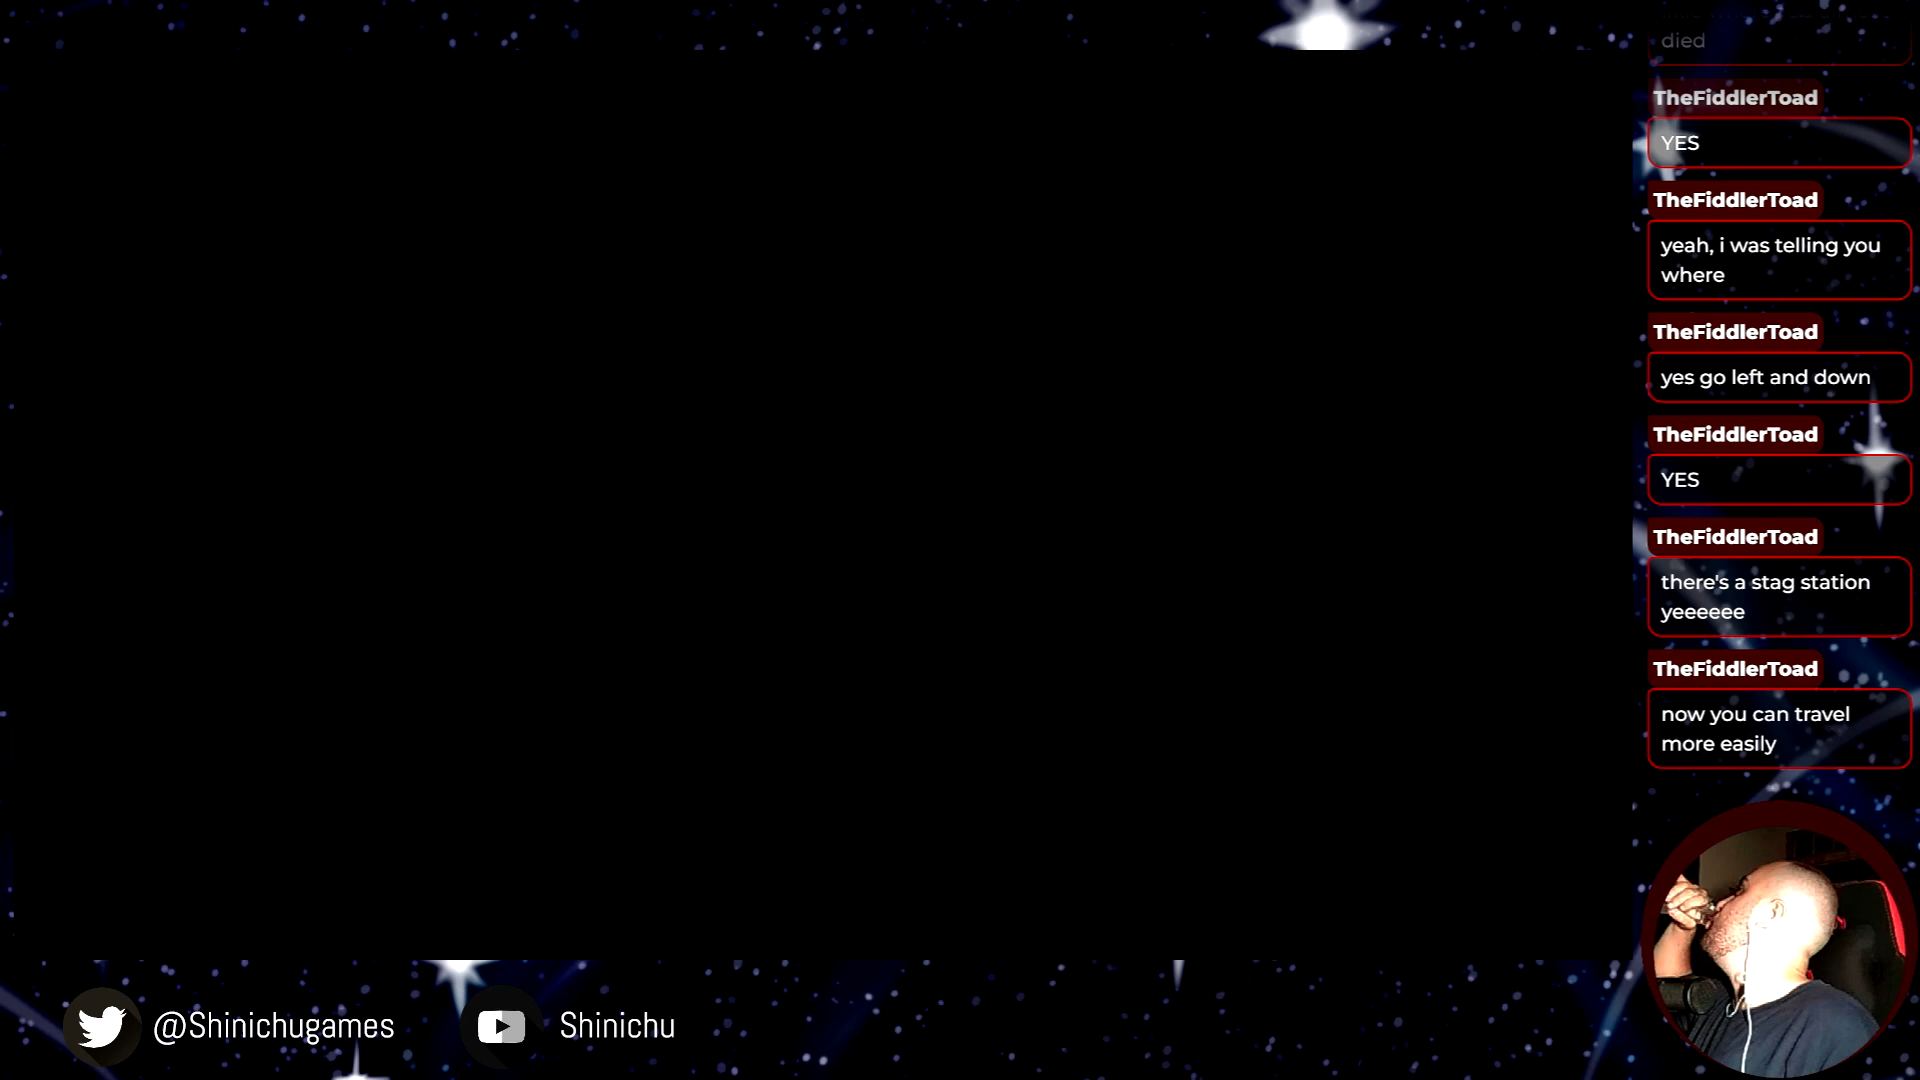 died
TheFiddlerToad
YES
TheFiddlerToad
yeah, i was telling you
where
TheFiddlerToad
yes go left and down
TheFiddlerToad
YES
TheFiddlerToad
there's a stag station
yeeeeee
TheFiddlerToad
now you can travel
more easily
@Shinichugames
Shinichu